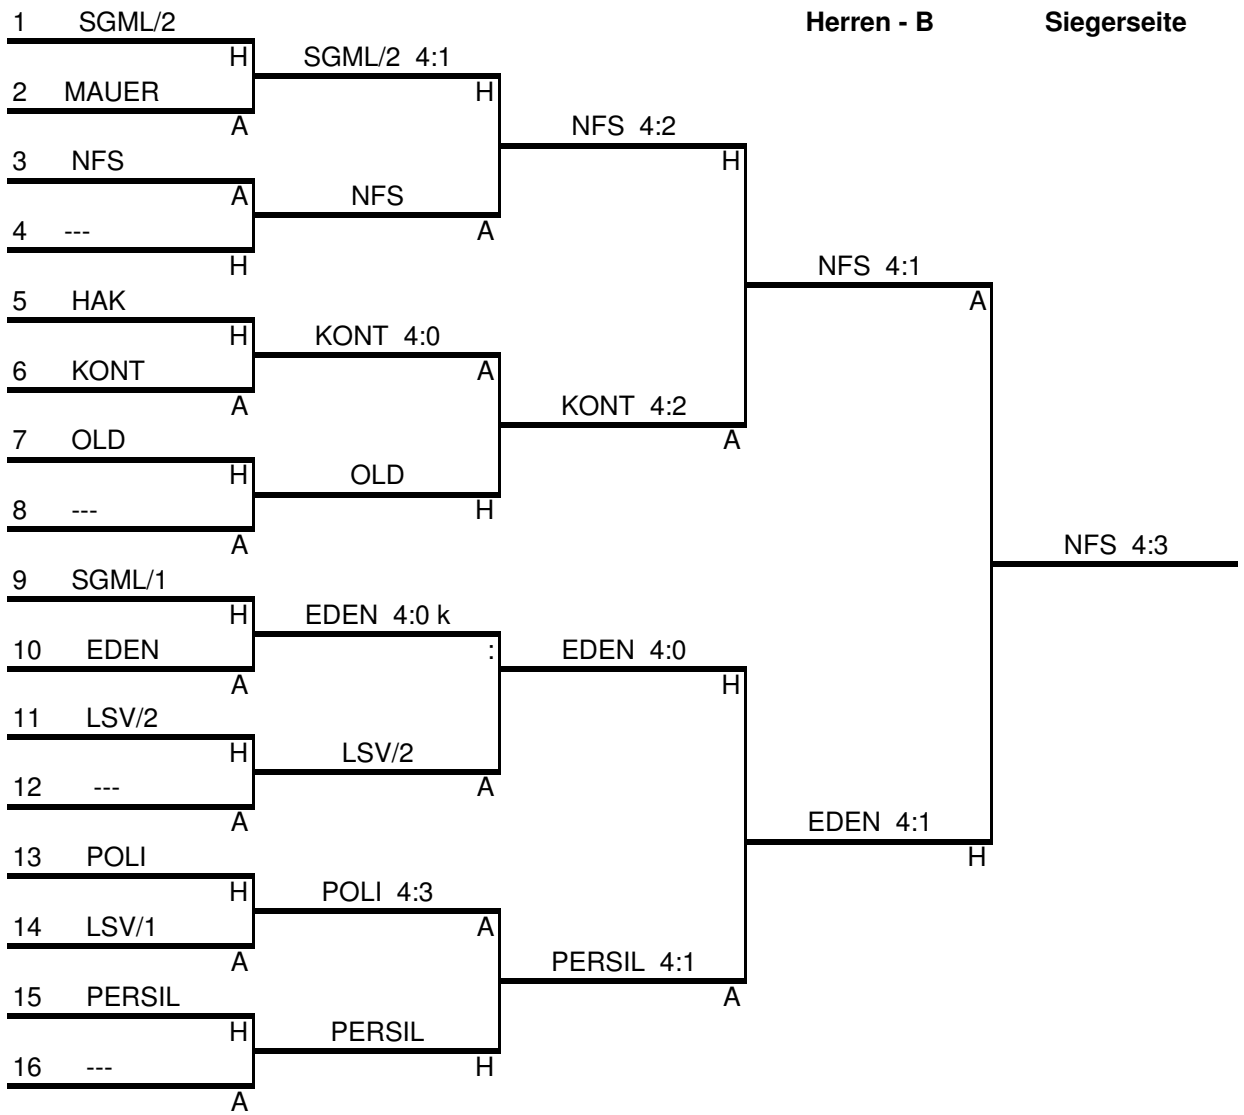 1 SGML/2 Herren - B Siegerseite
H SGML/2 4:1
2 MAUER H
A NFS 4:2
3 NFS H
A NFS
4 --- A
H NFS 4:1
5 HAK A
H KONT 4:0
6 KONT A
A KONT 4:2
7 OLD A
H OLD
8 --- H
A NFS 4:3
9 SGML/1
H EDEN 4:0 k
10 EDEN : EDEN 4:0
A H
11 LSV/2
H LSV/2
12 --- A
A EDEN 4:1
13 POLI H
H POLI 4:3
14 LSV/1 A
A PERSIL 4:1
15 PERSIL A
H PERSIL
16 --- H
A